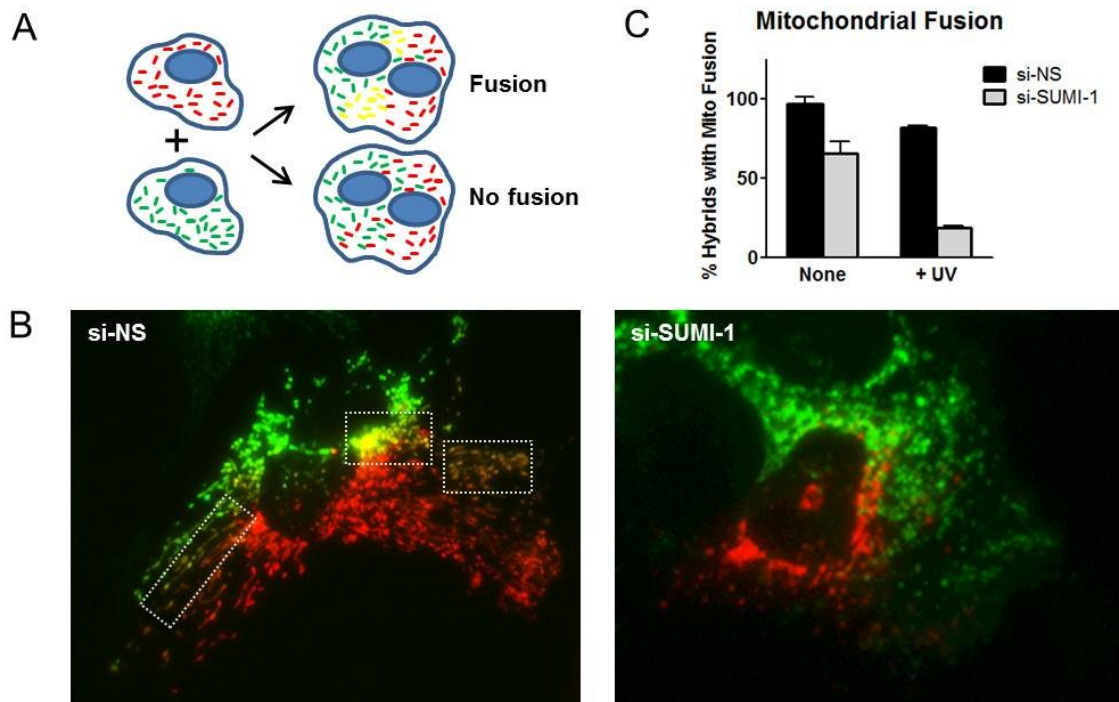 A
+
Fusion
No fusion
C
Mitochondrial Fusion
% Hybrids with Mito Fusion
100
50
0
None
+ UV
si-NS
si-SUMI-1
B
si-NS
si-SUMI-1